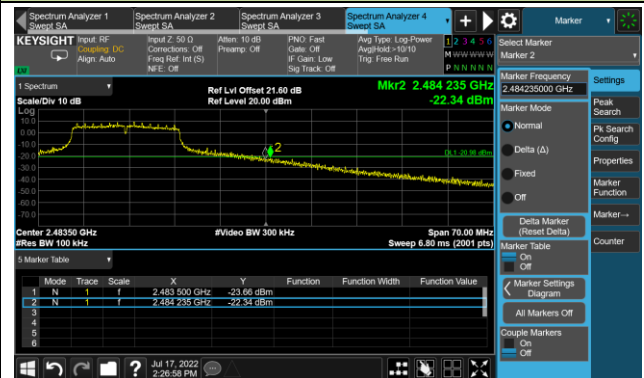 Spectrum Analyzer 1
Swept SA
Spectrum Analyzer 2
Swept SA
Spectrum Analyzer 3
Swept SA
Spectrum Analyzer 4
Swept SA
Marker
KEYSIGHT
Input: RF
Coupling: DC
Align: Auto
Input Z: 50 Ω
Corrections: Off
Freq Ref: Int (S)
NFE: Off
Atten: 10 dB
Preamp: Off
PNO: Fast
Gate: Off
IF Gain: Low
Sig Track: Off
Avg Type: Log-Power
Avg|Hold:>10/10
Trig: Free Run
1 2 3 4 5 6
M W W W W W
P N N N N N
LXI
Select Marker
Marker 2
1 Spectrum
Scale/Div 10 dB
Ref Lvl Offset 21.60 dB
Ref Level 20.00 dBm
Mkr2 2.484 235 GHz
-22.34 dBm
Log
10.0
0.00
-10.0
-20.0
-30.0
-40.0
-50.0
-60.0
-70.0
2
DL1 -20.56 dBm
Center 2.48350 GHz
#Res BW 100 kHz
#Video BW 300 kHz
Span 70.00 MHz
Sweep 6.80 ms (2001 pts)
5 Marker Table
Mode Trace Scale X Y Function Function Width Function Value
1 N 1 f 2.483 500 GHz -23.66 dBm
2 N 1 f 2.484 235 GHz -22.34 dBm
3
4
5
6
Marker Frequency
2.484235000 GHz
Marker Mode
Normal
Delta (Δ)
Fixed
Off
Delta Marker
(Reset Delta)
Marker Table
On
Off
Marker Settings
Diagram
All Markers Off
Couple Markers
On
Off
Settings
Peak
Search
Pk Search
Config
Properties
Marker
Function
Marker→
Counter
Jul 17, 2022
2:26:58 PM